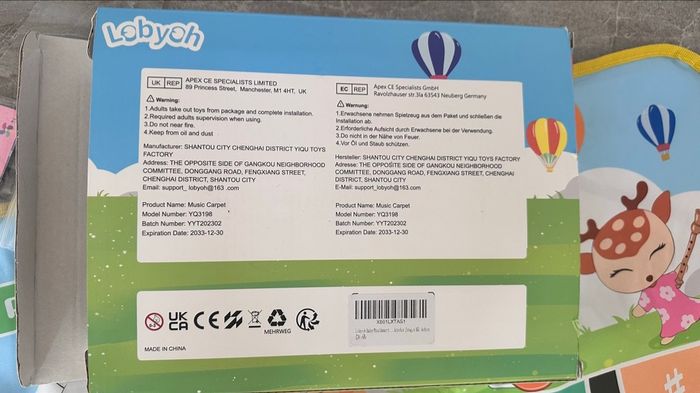 Lobyoh
UK REP
APEX CE SPECIALISTS LIMITED
89 Princess Street, Manchester, M1 4HT, UK
Warning:
1.Adults take out toys from package and complete installation.
2.Required adults supervision when using.
3.Do not near fire.
4.Keep from oil and dust
Manufacturer: SHANTOU CITY CHENGHAI DISTRICT YIQU TOYS
FACTORY
Addresse: THE OPPOSITE SIDE OF GANGKOU NEIGHBORHOOD
COMMITTEE, DONGGANG ROAD, FENGXIANG STREET,
CHENGHAI DISTRICT, SHANTOU CITY
Email: support_lobyoh@163 .com
Product Name: Music Carpet
Model Number: YQ3198
Batch Number: YYT202302
Expiration Date: 2033-12-30
EC REP
APEX CE Specialists GmbH
Ravolzhauser str.3la 63543 Neuberg Germany
Warnung:
1.Erwachsene nehmen Spielzeug aus dem Paket und schließen die
Installation ab.
2.Erforderliche Aufsicht durch Erwachsene bei der Verwendung.
3.Do nicht in der Nähe von Feuer.
4.Vor Öl und Staub schützen.
Hersteller: SHANTOU CITY CHENGHAI DISTRICT YIQU TOYS
FACTORY
Adresse: THE OPPOSITE SIDE OF GANGKOU NEIGHBORHOOD
COMMITTEE, DONGGANG ROAD, FENGXIANG STREET,
CHENGHAI DISTRICT, SHANTOU CITY
Email: support_lobyoh@163 .com
Product Name: Music Carpet
Model Number: YQ3198
Batch Number: YYT202302
Expiration Date: 2033-12-30
0-3
UK
CA
CE
MEHRWEG
MADE IN CHINA
X001LXTAG1
#